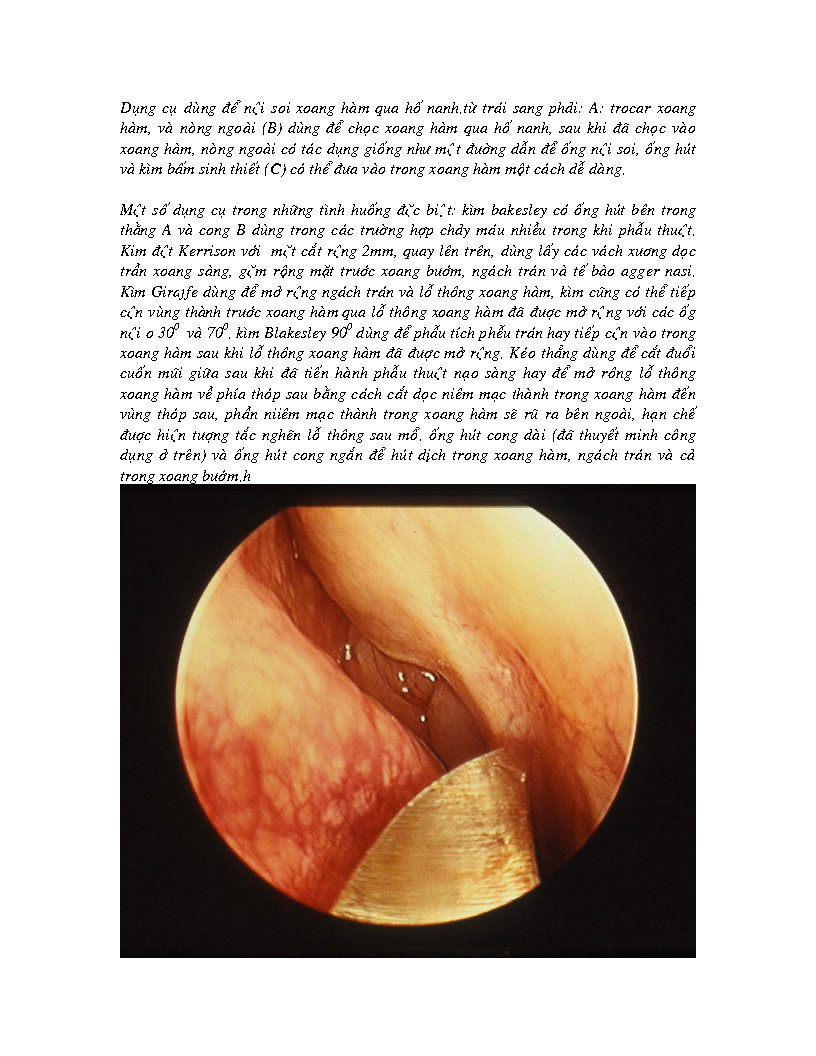 Dụng cụ dùng để nội soi xoang hàm qua hố nanh,từ trái sang phải: A: trocar xoang
hàm, và nòng ngoài (B) dùng để chọc xoang hàm qua hố nanh, sau khi đã chọc vào
xoang hàm, nòng ngoài có tác dụng giống như một đường dẫn để ống nội soi, ống hút
và kìm bấm sinh thiết (C) có thể đưa vào trong xoang hàm một cách dễ dàng.
Một số dụng cụ trong những tình huống đặc biệt: kìm bakesley có ống hút bên trong
thằng A và cong B dùng trong các trường hợp chảy máu nhiều trong khi phẫu thuật.
Kim đột Kerrison với mặt cắt rộng 2mm, quay lên trên, dùng lấy các vách xương dọc
trần xoang sàng, gặm rộng mặt trước xoang bướm, ngách trán và tế bào agger nasi.
Kìm Girajfe dùng để mở rộng ngách trán và lỗ thông xoang hàm, kìm cũng có thể tiếp
cận vùng thành trước xoang hàm qua lỗ thông xoang hàm đã được mở rộng với các ốg
nội o 30⁰ và 70⁰, kìm Blakesley 90⁰ dùng để phẫu tích phễu trán hay tiếp cận vào trong
xoang hàm sau khi lỗ thông xoang hàm đã được mở rộng. Kéo thẳng dùng để cắt đuổi
cuốn mũi giữa sau khi đã tiến hành phẫu thuật nạo sàng hay để mở rông lỗ thông
xoang hàm về phía thóp sau bằng cách cắt dọc niêm mạc thành trong xoang hàm đến
vùng thóp sau, phần niiêm mạc thành trong xoang hàm sẽ rũ ra bên ngoài, hạn chế
được hiện tượng tắc nghẽn lỗ thông sau mổ, ống hút cong dài (đã thuyết minh công
dụng ở trên) và ống hút cong ngắn để hút dịch trong xoang hàm, ngách trán và cả
trong xoang bướm.h